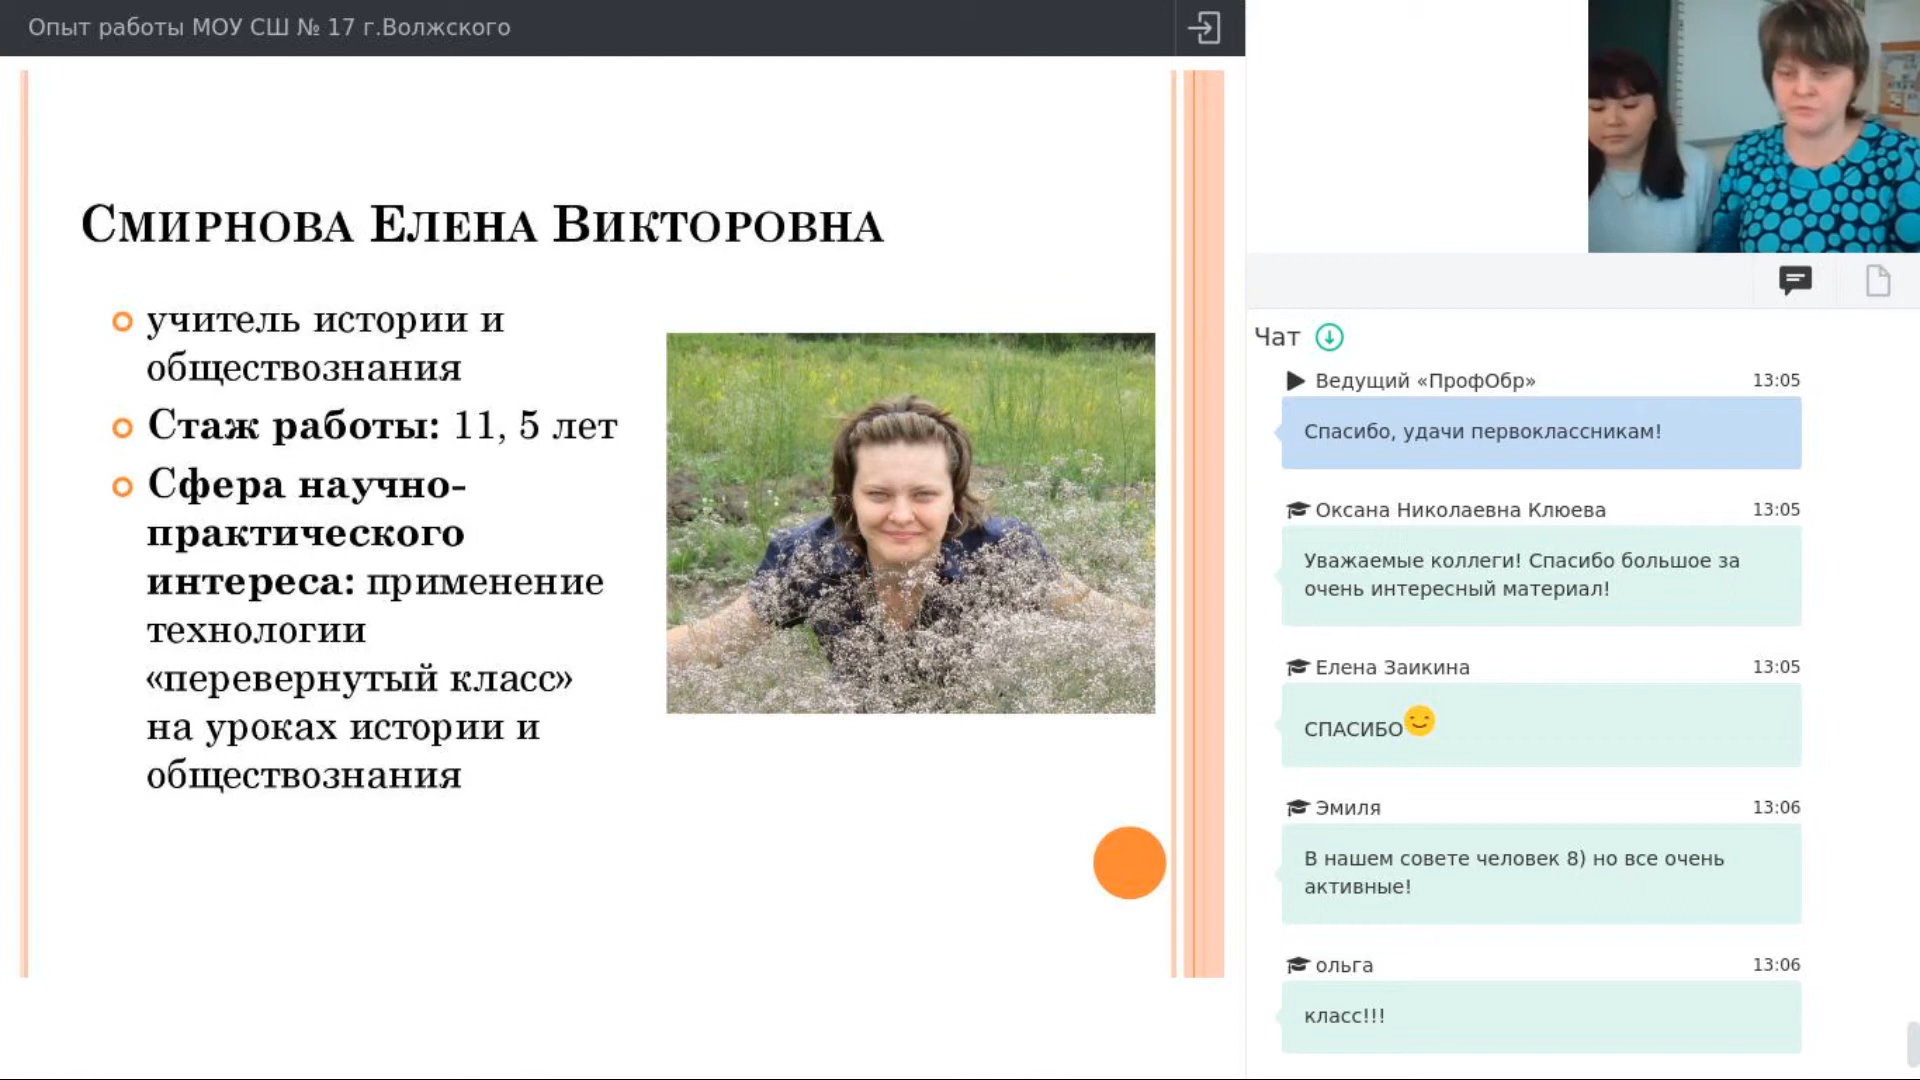 Опыт работы МОУ СШ № 17 г.Волжского
Смирнова Елена Викторовна
учитель истории и
обществознания
Стаж работы: 11, 5 лет
Сфера научно-
практического
интереса: применение
технологии
«перевернутый класс»
на уроках истории и
обществознания
Чат
Ведущий «ПрофОбр» 13:05
Спасибо, удачи первоклассникам!
Оксана Николаевна Клюева 13:05
Уважаемые коллеги! Спасибо большое за
очень интересный материал!
Елена Заикина 13:05
СПАСИБО
Эмиля 13:06
В нашем совете человек 8) но все очень
активные!
ольга 13:06
класс!!!